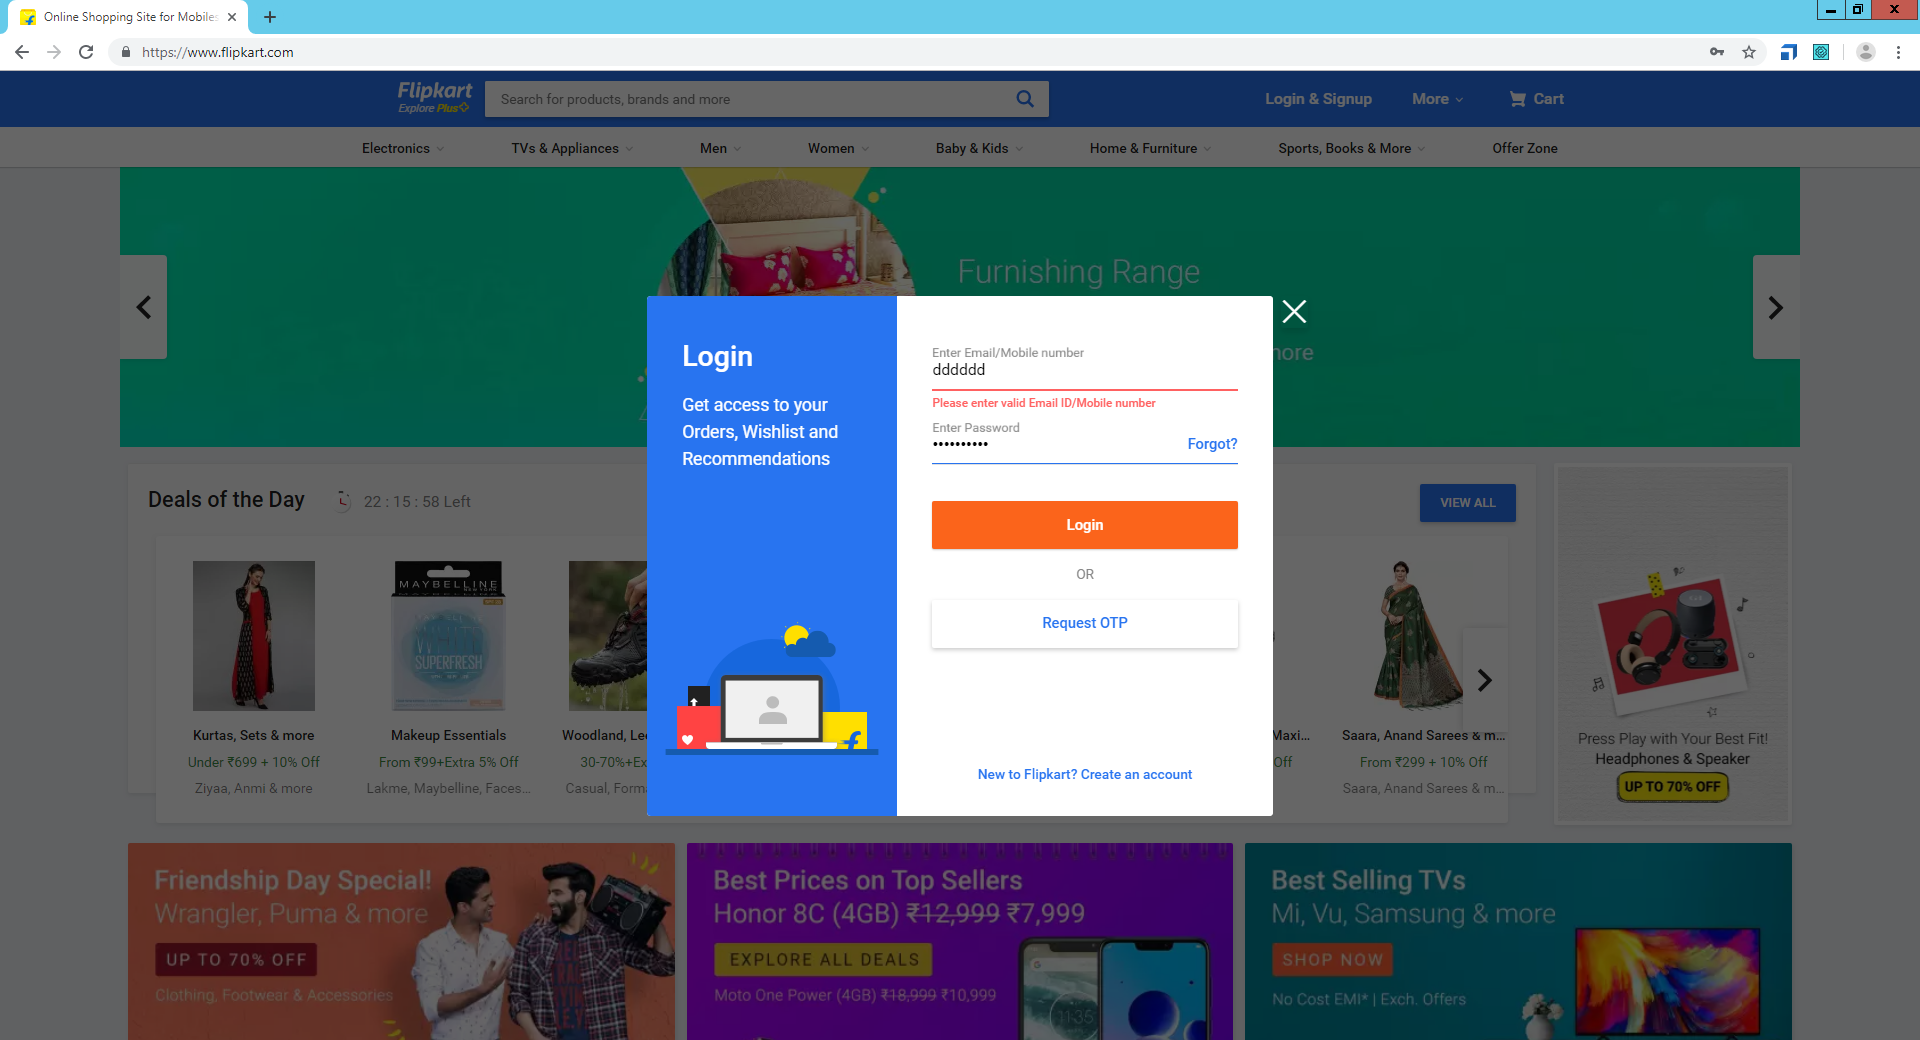 Online Shopping Site for Mobiles
https://www.flipkart.com
Flipkart
Explore Plus
Search for products, brands and more
Login & Signup
More
Cart
Electronics
TVs & Appliances
Men
Women
Baby & Kids
Home & Furniture
Sports, Books & More
Offer Zone
Furnishing Range
more
Login
Get access to your
Orders, Wishlist and
Recommendations
Enter Email/Mobile number
dddddd
Please enter valid Email ID/Mobile number
Enter Password
••••••••••
Forgot?
Login
OR
Request OTP
New to Flipkart? Create an account
Deals of the Day
22 : 15 : 58 Left
VIEW ALL
MAYBELLINE
NEW YORK
SUPERFRESH
Kurtas, Sets & more
Under ₹699 + 10% Off
Ziyaa, Anmi & more
Makeup Essentials
From ₹99+Extra 5% Off
Lakme, Maybelline, Faces...
Woodland, Le
30-70%+Ex
Casual, Forma
Maxi...
Off
Saara, Anand Sarees & m...
From ₹299 + 10% Off
Saara, Anand Sarees & m...
Press Play with Your Best Fit!
Headphones & Speaker
UP TO 70% OFF
Friendship Day Special!
Wrangler, Puma & more
UP TO 70% OFF
Clothing, Footwear & Accessories
Best Prices on Top Sellers
Honor 8C (4GB) ₹12,999 ₹7,999
EXPLORE ALL DEALS
Moto One Power (4GB) ₹18,999 ₹10,999
11:35
Best Selling TVs
Mi, Vu, Samsung & more
SHOP NOW
No Cost EMI* | Exch. Offers